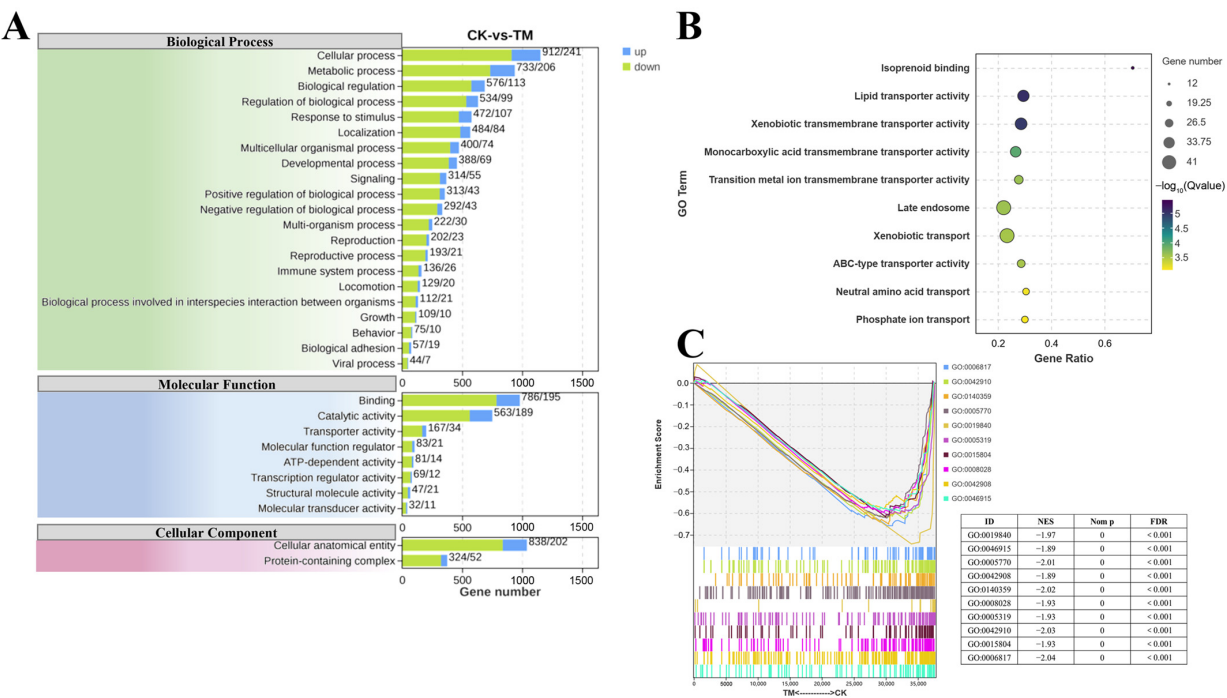 A
Biological Process
CK-vs-TM
up
down
Cellular process 912/241
Metabolic process 733/206
Biological regulation 576/113
Regulation of biological process 534/99
Response to stimulus 472/107
Localization 484/84
Multicellular organismal process 400/74
Developmental process 388/69
Signaling 314/55
Positive regulation of biological process 313/43
Negative regulation of biological process 292/43
Multi-organism process 222/30
Reproduction 202/23
Reproductive process 193/21
Immune system process 136/26
Locomotion 129/20
Biological process involved in interspecies interaction between organisms 112/21
Growth 109/10
Behavior 75/10
Biological adhesion 57/19
Viral process 44/7
0 500 1000 1500
Molecular Function
Binding 786/195
Catalytic activity 563/189
Transporter activity 167/34
Molecular function regulator 83/21
ATP-dependent activity 81/14
Transcription regulator activity 69/12
Structural molecule activity 47/21
Molecular transducer activity 32/11
0 500 1000 1500
Cellular Component
Cellular anatomical entity 838/202
Protein-containing complex 324/52
0 500 1000 1500
Gene number
B
GO Term
Isoprenoid binding
Lipid transporter activity
Xenobiotic transmembrane transporter activity
Monocarboxylic acid transmembrane transporter activity
Transition metal ion transmembrane transporter activity
Late endosome
Xenobiotic transport
ABC-type transporter activity
Neutral amino acid transport
Phosphate ion transport
0.2 0.4 0.6
Gene Ratio
Gene number
12
19.25
26.5
33.75
41
−log10(Qvalue)
5
4.5
4
3.5
C
Enrichment Score
0.0
−0.1
−0.2
−0.3
−0.4
−0.5
−0.6
−0.7
GO:0006817
GO:0042910
GO:0140359
GO:0005770
GO:0019840
GO:0005319
GO:0015804
GO:0008028
GO:0042908
GO:0046915
0 5000 10,000 15,000 20,000 25,000 30,000 35,000
TM<----------->CK
ID NES Nom p FDR
GO:0019840 −1.97 0 < 0.001
GO:0046915 −1.89 0 < 0.001
GO:0005770 −2.01 0 < 0.001
GO:0042908 −1.89 0 < 0.001
GO:0140359 −2.02 0 < 0.001
GO:0008028 −1.93 0 < 0.001
GO:0005319 −1.93 0 < 0.001
GO:0042910 −2.03 0 < 0.001
GO:0015804 −1.93 0 < 0.001
GO:0006817 −2.04 0 < 0.001